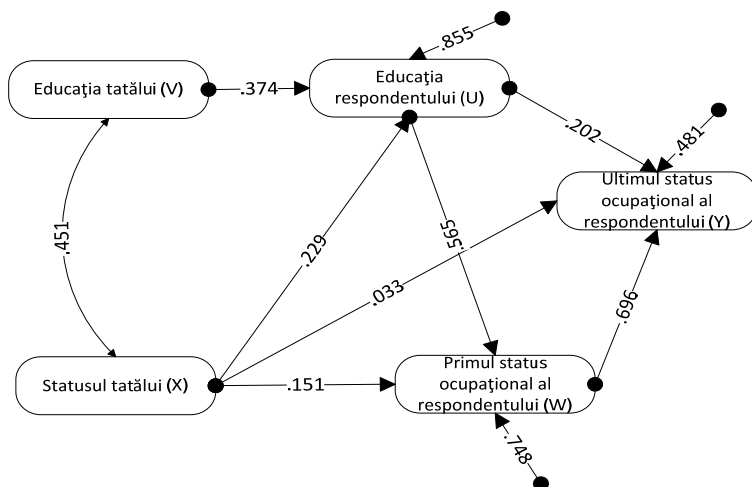 .855
Educaţia tatălui (V)
.374
Educaţia
respondentului (U)
.202
.481
Ultimul status
ocupaţional al
respondentului (Y)
.451
.229
.565
.033
.696
Statusul tatălui (X)
.151
Primul status
ocupaţional al
respondentului (W)
.748